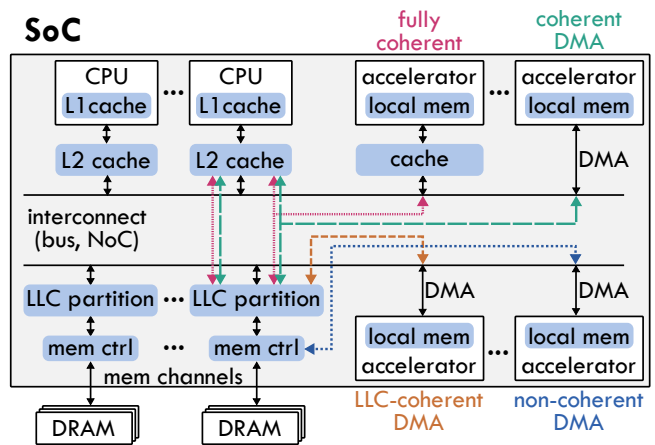 SoC
fully
coherent
coherent
DMA
CPU
L1cache
...
CPU
L1cache
accelerator
local mem
...
accelerator
local mem
L2 cache
L2 cache
cache
DMA
interconnect
(bus, NoC)
LLC partition
...
LLC partition
DMA
DMA
mem ctrl
...
mem ctrl
local mem
accelerator
...
local mem
accelerator
mem channels
LLC-coherent
DMA
non-coherent
DMA
DRAM
DRAM